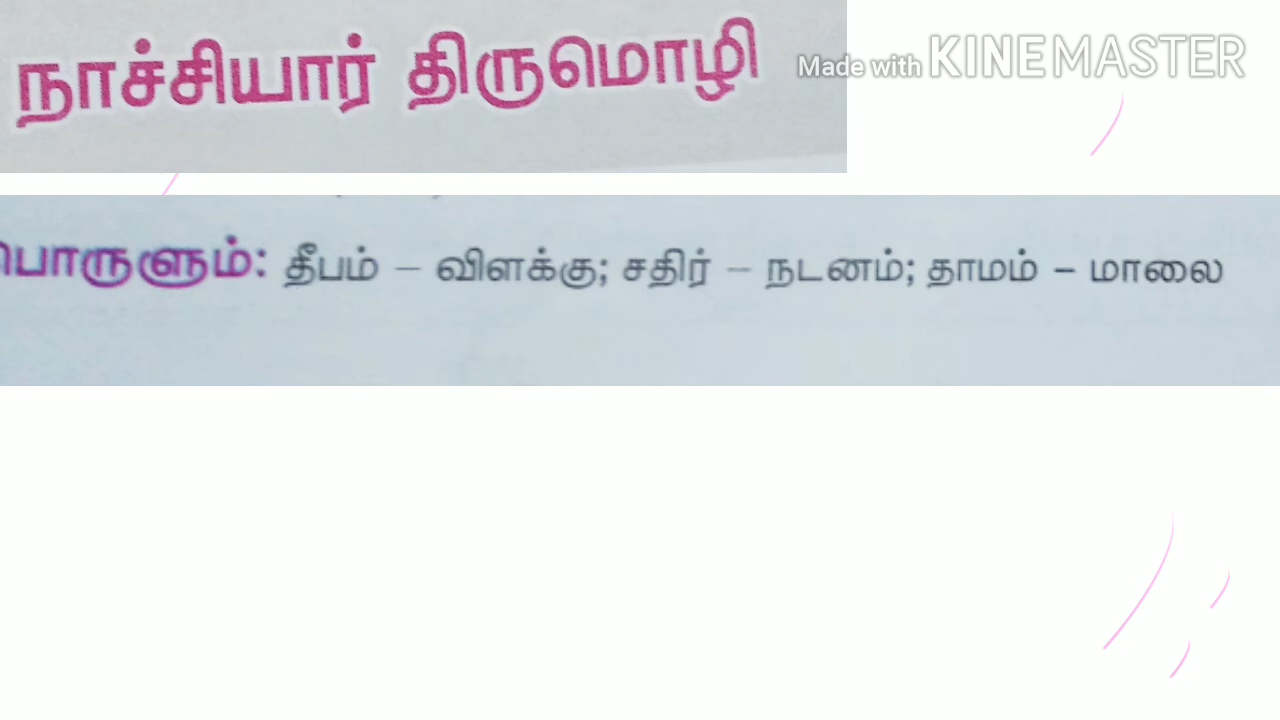 நாச்சியார் திருமொழி
Made with KINEMASTER
பொருளும்: தீபம் – விளக்கு; சதிர் – நடனம்; தாமம் – மாலை